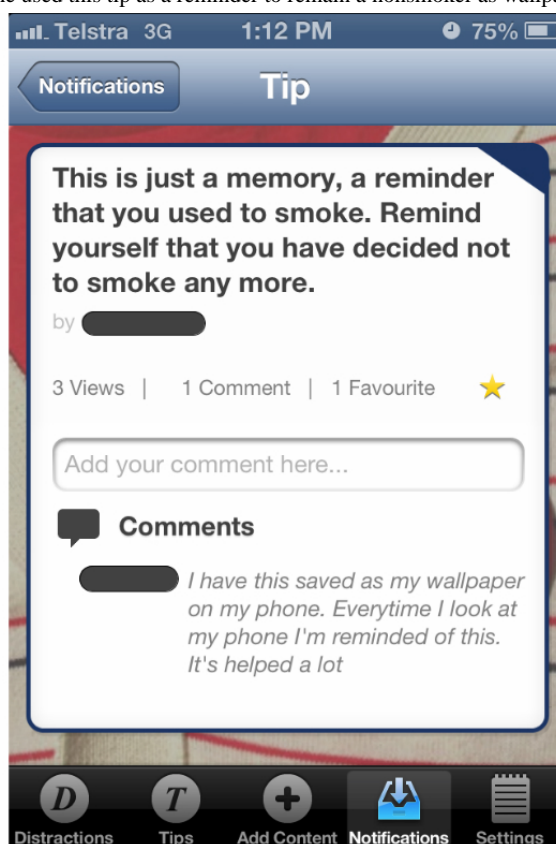 used this tip as a reminder to remain a nonsmoker as
Telstra 3G 1:12 PM 75%
Notifications Tip
This is just a memory, a reminder
that you used to smoke. Remind
yourself that you have decided not
to smoke any more.
by
3 Views | 1 Comment | 1 Favourite
Add your comment here...
Comments
I have this saved as my wallpaper
on my phone. Everytime I look at
my phone I'm reminded of this.
It's helped a lot
D T
Distractions Tips Add Content Notifications Settings